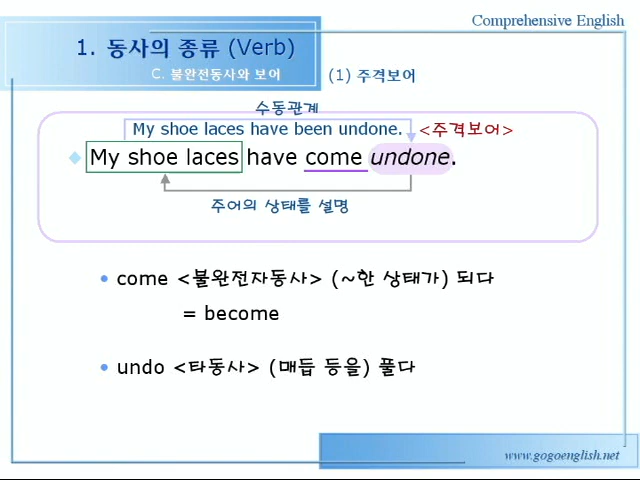 Comprehensive English
1. 동사의 종류 (Verb)
C. 불완전동사와 보어
(1) 주격보어
수동관계
My shoe laces have been undone. <주격보어>
My shoe laces have come undone.
주어의 상태를 설명
• come <불완전자동사> (~한 상태가) 되다
= become
• undo <타동사> (매듭 등을) 풀다
www.gogoenglish.net